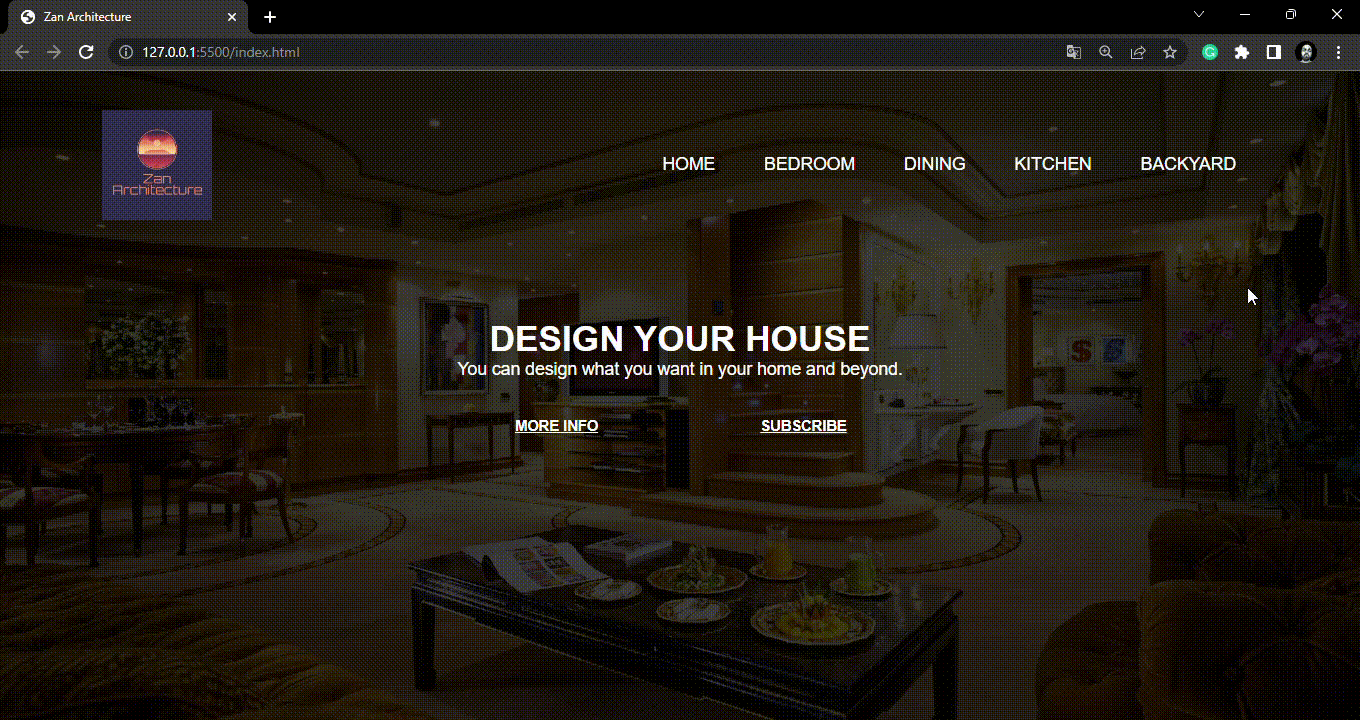 Zan Architecture
127.0.0.1:5500/index.html
Zan
Architecture
HOME BEDROOM DINING KITCHEN BACKYARD
DESIGN YOUR HOUSE
You can design what you want in your home and beyond.
MORE INFO SUBSCRIBE